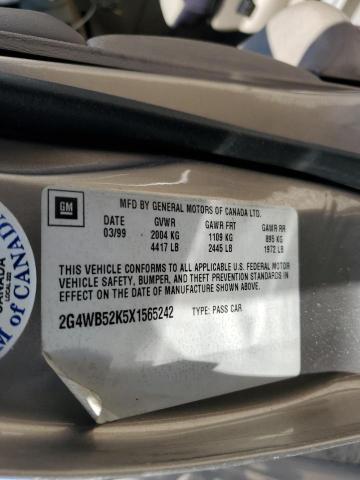 GM
MFD BY GENERAL MOTORS OF CANADA LTD.
DATE GVWR GAWR FRT GAWR RR
03/99 2004 KG 1109 KG 895 KG
4417 LB 2445 LB 1972 LB
THIS VEHICLE CONFORMS TO ALL APPLICABLE U.S. FEDERAL MOTOR
VEHICLE SAFETY, BUMPER, AND THEFT PREVENTION STANDARDS
IN EFFECT ON THE DATE OF MANUFACTURE SHOWN ABOVE.
2G4WB52K5X1565242 TYPE: PASS CAR
CANADA
LOCAL 222
OF CANADA